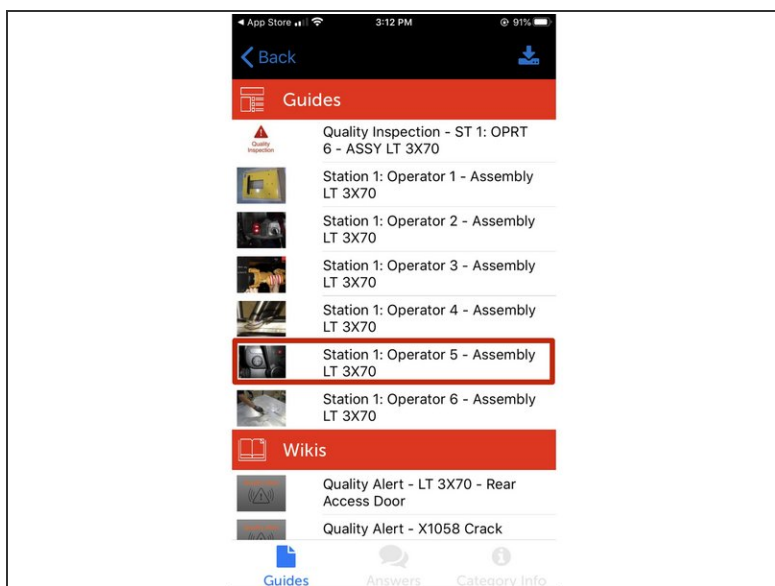 App Store 3:12 PM 91%
Back
Guides
Quality Inspection
Quality Inspection - ST 1: OPRT
6 - ASSY LT 3X70
Station 1: Operator 1 - Assembly
LT 3X70
Station 1: Operator 2 - Assembly
LT 3X70
Station 1: Operator 3 - Assembly
LT 3X70
Station 1: Operator 4 - Assembly
LT 3X70
Station 1: Operator 5 - Assembly
LT 3X70
Station 1: Operator 6 - Assembly
LT 3X70
Wikis
Quality Alert - LT 3X70 - Rear
Access Door
Quality Alert - X1058 Crack
Guides Answers Category Info